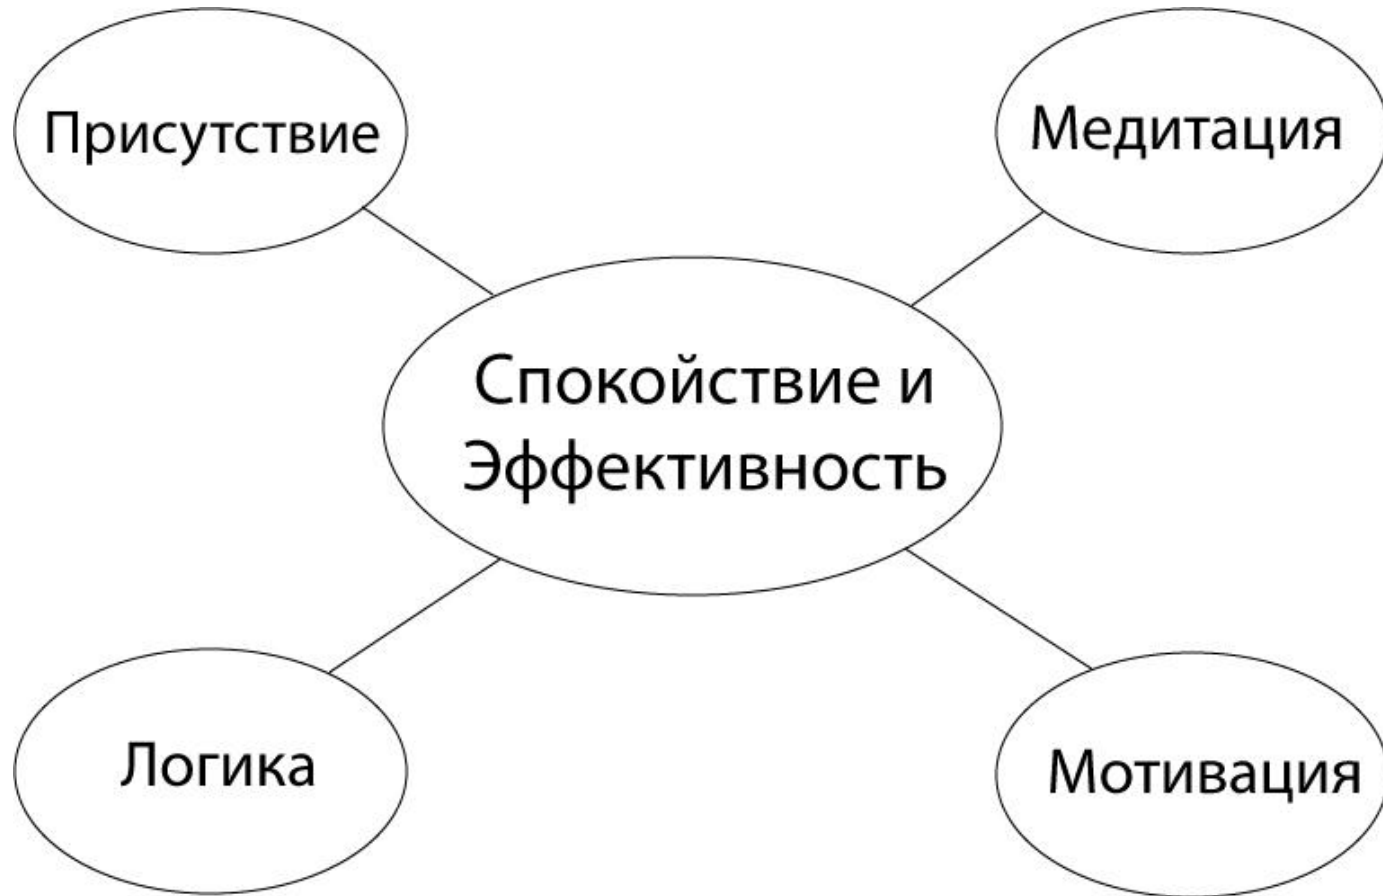 Присутствие
Медитация
Спокойствие и
Эффективность
Логика
Мотивация